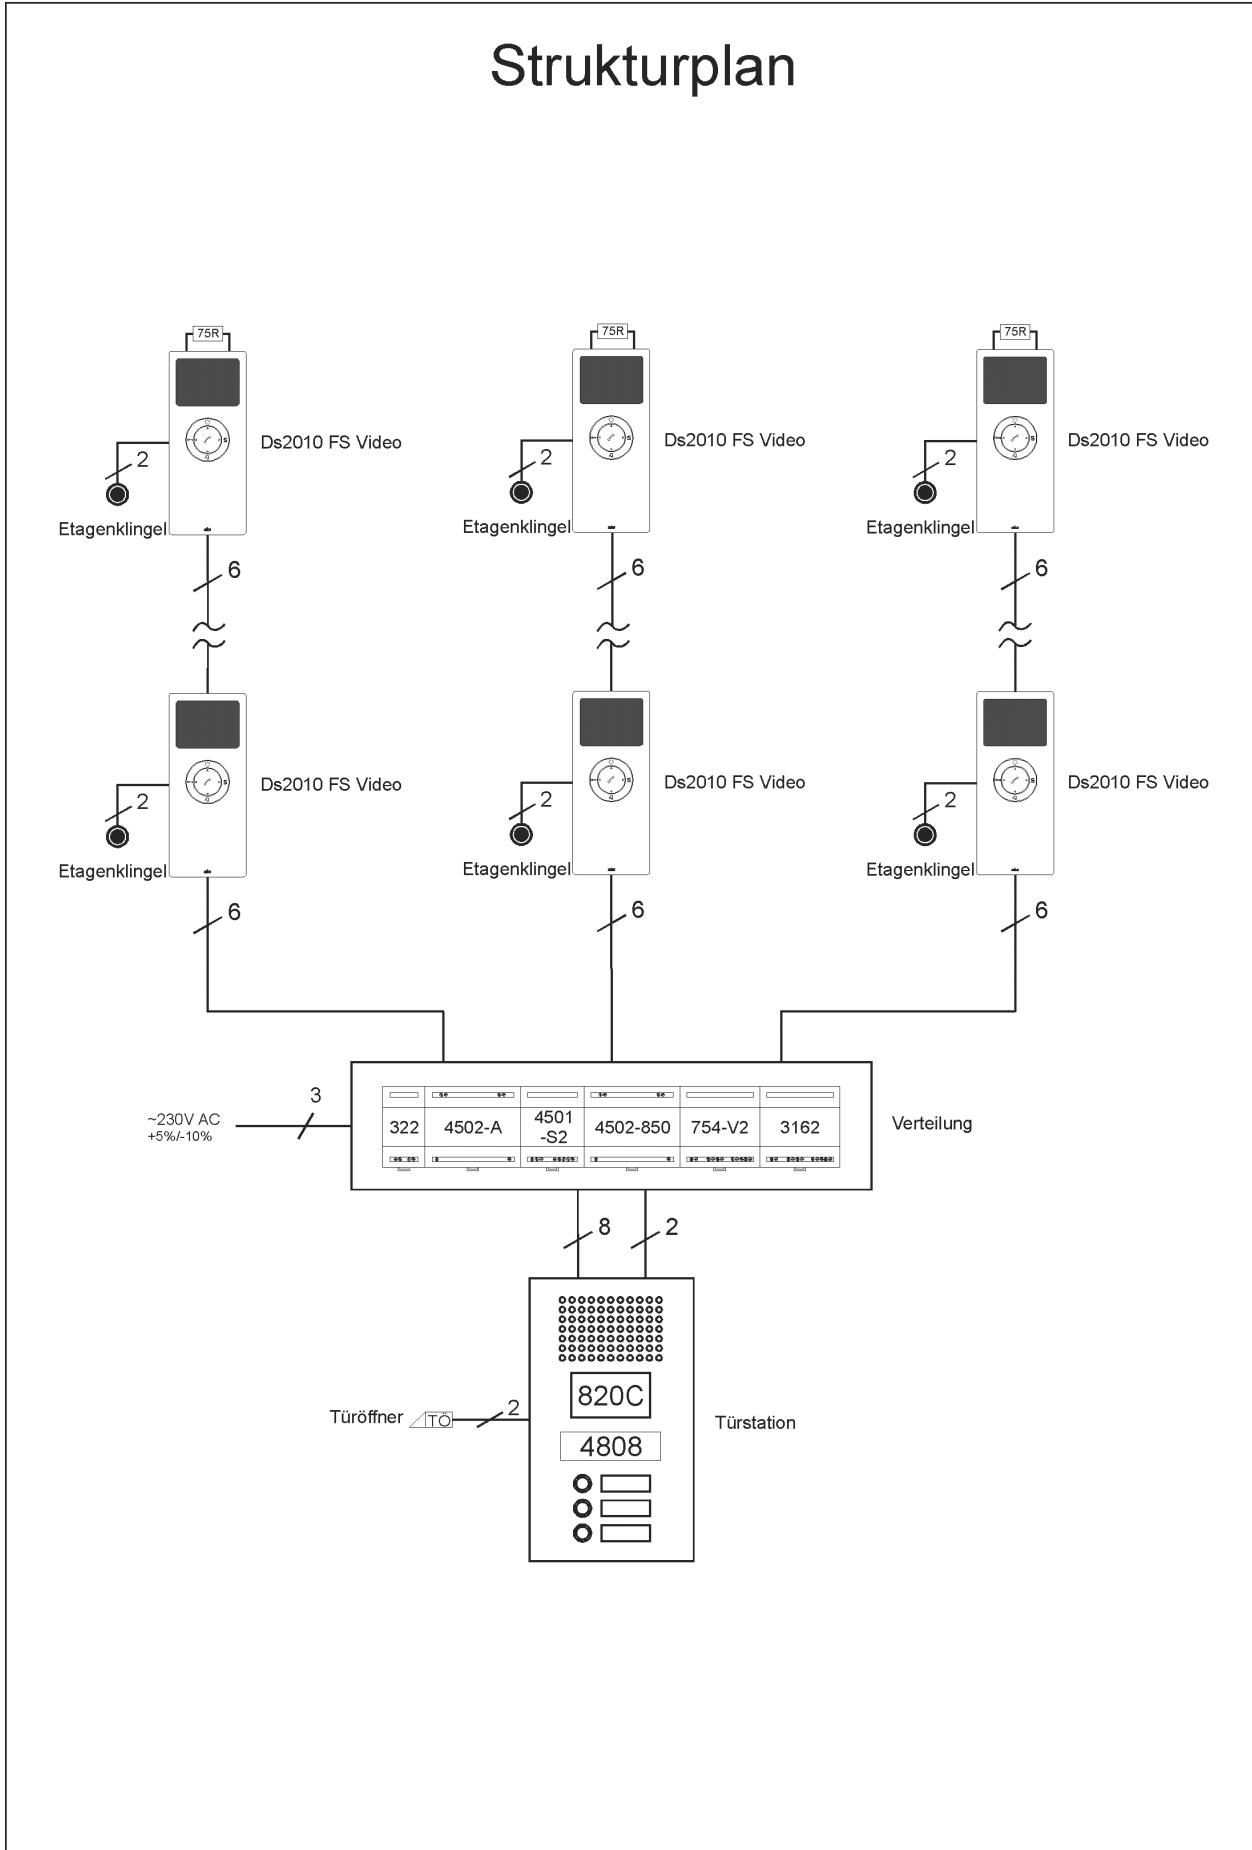 Strukturplan
75R
75R
75R
Ds2010 FS Video
Ds2010 FS Video
Ds2010 FS Video
2
2
2
Etagenklingel
Etagenklingel
Etagenklingel
6
6
6
Ds2010 FS Video
Ds2010 FS Video
Ds2010 FS Video
2
2
2
Etagenklingel
Etagenklingel
Etagenklingel
6
6
6
3
~230V AC
+5%/-10%
322
4502-A
4501
-S2
4502-850
754-V2
3162
Verteilung
8
2
820C
Türöffner
TÖ
2
Türstation
4808